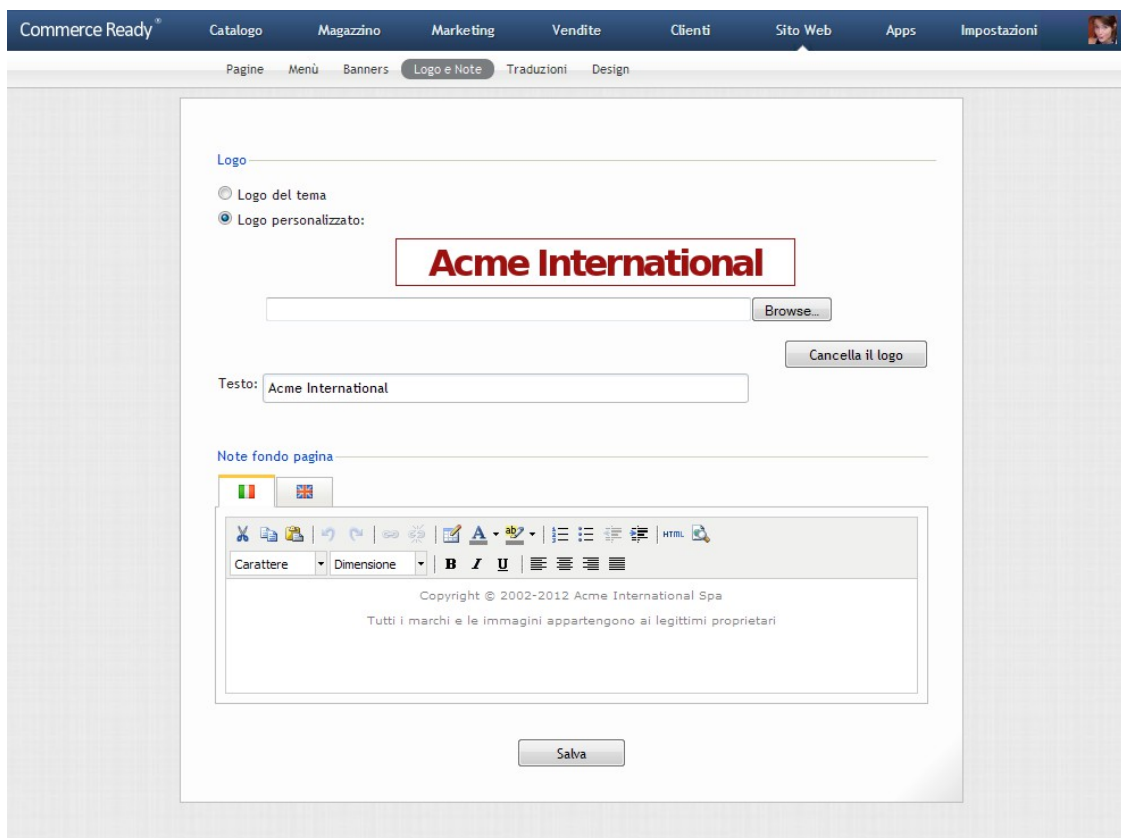 Commerce Ready® Catalogo Magazzino Marketing Vendite Clienti Sito Web Apps Impostazioni
Pagine Menù Banners Logo e Note Traduzioni Design
Logo
Logo del tema
Logo personalizzato:
Acme International
Browse...
Cancella il logo
Testo: Acme International
Note fondo pagina
A ab HTML
Carattere Dimensione B I U
Copyright © 2002-2012 Acme International Spa
Tutti i marchi e le immagini appartengono ai legittimi proprietari
Salva